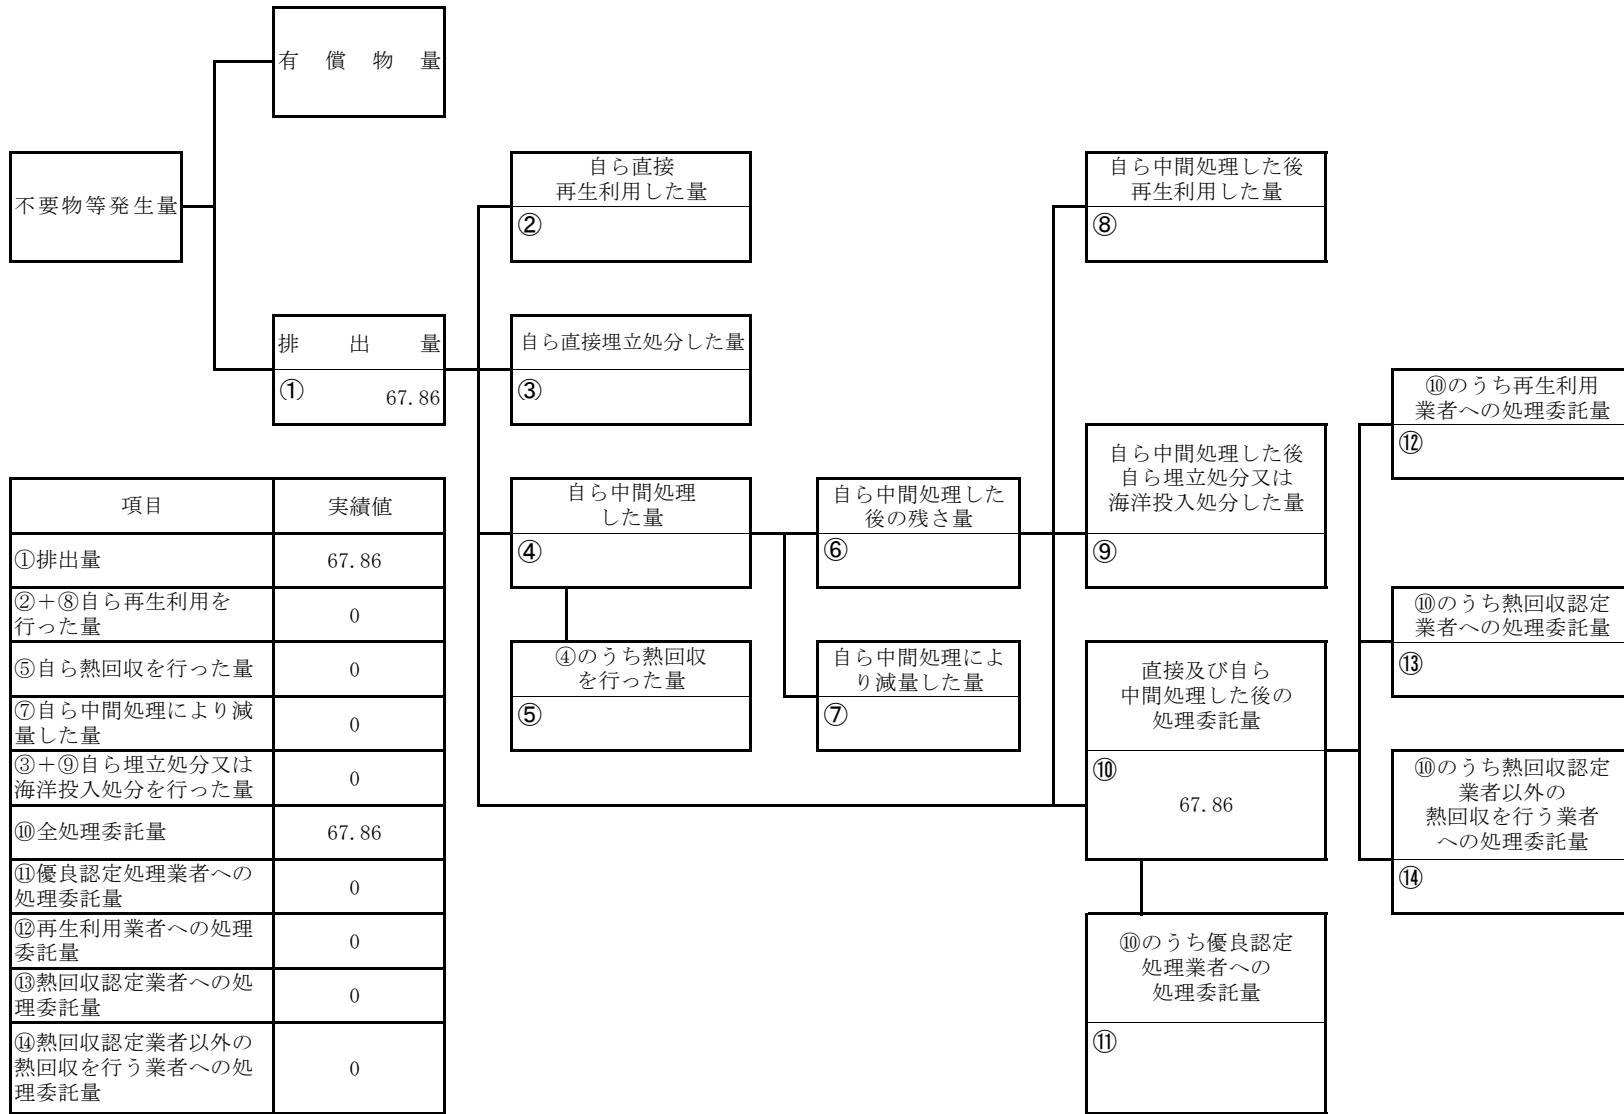 有償物量
不要物等発生量
排出量
① 67.86
自ら直接
再生利用した量
②
自ら直接埋立処分した量
③
自ら中間処理
した量
④
④のうち熱回収
を行った量
⑤
自ら中間処理した
後の残さ量
⑥
自ら中間処理によ
り減量した量
⑦
自ら中間処理した後
再生利用した量
⑧
自ら中間処理した後
自ら埋立処分又は
海洋投入処分した量
⑨
直接及び自ら
中間処理した後の
処理委託量
⑩
67.86
⑩のうち優良認定
処理業者への
処理委託量
⑪
⑩のうち再生利用
業者への処理委託量
⑫
⑩のうち熱回収認定
業者への処理委託量
⑬
⑩のうち熱回収認定
業者以外の
熱回収を行う業者
への処理委託量
⑭
項目 実績値
①排出量 67.86
②＋⑧自ら再生利用を
行った量 0
⑤自ら熱回収を行った量 0
⑦自ら中間処理により減
量した量 0
③＋⑨自ら埋立処分又は
海洋投入処分を行った量 0
⑩全処理委託量 67.86
⑪優良認定処理業者への
処理委託量 0
⑫再生利用業者への処理
委託量 0
⑬熱回収認定業者への処
理委託量 0
⑭熱回収認定業者以外の
熱回収を行う業者への処
理委託量 0